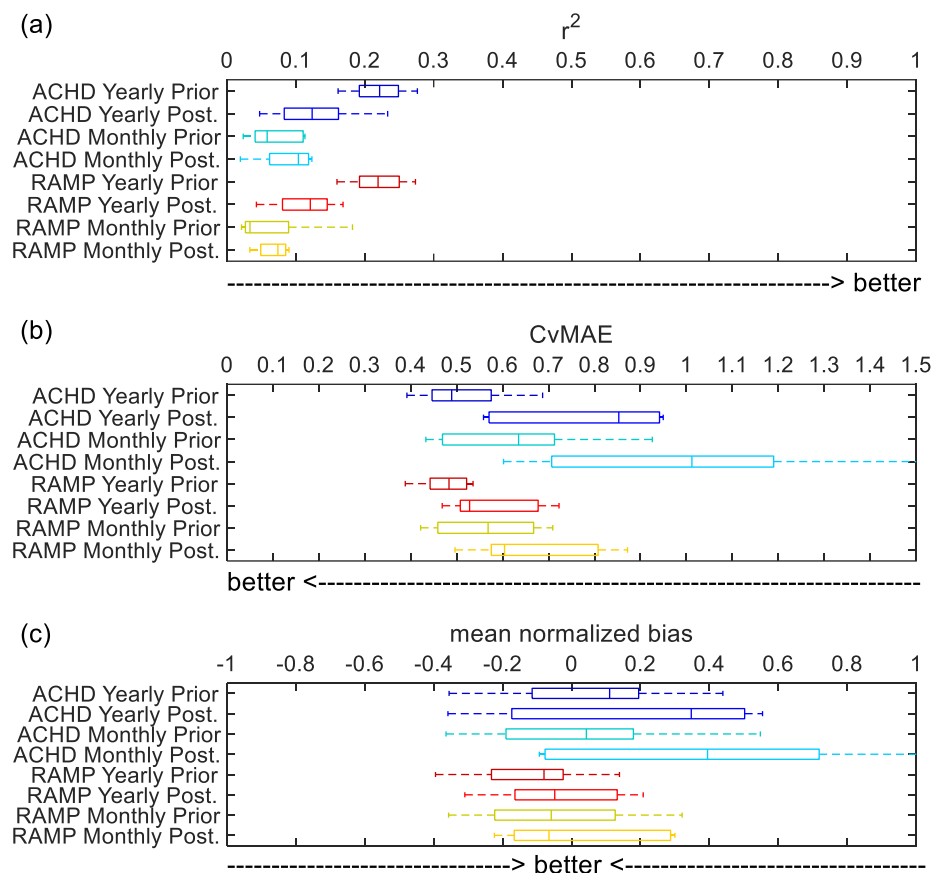 (a)
r²
0 0.1 0.2 0.3 0.4 0.5 0.6 0.7 0.8 0.9 1
ACHD Yearly Prior
ACHD Yearly Post.
ACHD Monthly Prior
ACHD Monthly Post.
RAMP Yearly Prior
RAMP Yearly Post.
RAMP Monthly Prior
RAMP Monthly Post.
----------------------------------------------------------------------> better
(b)
CvMAE
0 0.1 0.2 0.3 0.4 0.5 0.6 0.7 0.8 0.9 1 1.1 1.2 1.3 1.4 1.5
ACHD Yearly Prior
ACHD Yearly Post.
ACHD Monthly Prior
ACHD Monthly Post.
RAMP Yearly Prior
RAMP Yearly Post.
RAMP Monthly Prior
RAMP Monthly Post.
better <----------------------------------------------------------------------
(c)
mean normalized bias
-1 -0.8 -0.6 -0.4 -0.2 0 0.2 0.4 0.6 0.8 1
ACHD Yearly Prior
ACHD Yearly Post.
ACHD Monthly Prior
ACHD Monthly Post.
RAMP Yearly Prior
RAMP Yearly Post.
RAMP Monthly Prior
RAMP Monthly Post.
---------------------------------> better <-----------------------------------